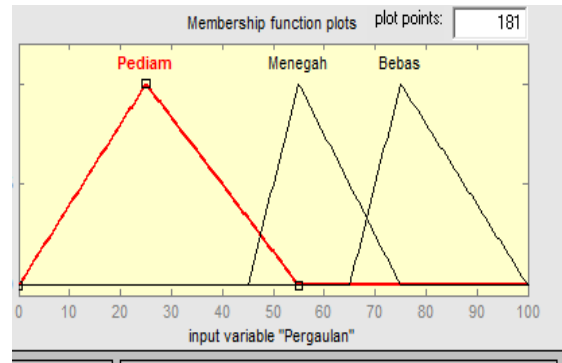 Membership function plots plot points: 181
Pediam Menegah Bebas
0 10 20 30 40 50 60 70 80 90 100
input variable "Pergaulan"